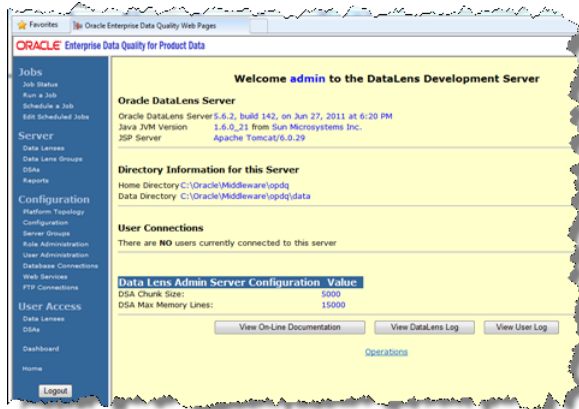 Favorites
Oracle Enterprise Data Quality Web Pages
ORACLE Enterprise Data Quality for Product Data
Jobs
Job Status
Run a Job
Schedule a Job
Edit Scheduled Jobs
Server
Data Lenses
Data Lens Groups
DSAs
Reports
Configuration
Platform Topology
Configuration
Server Groups
Role Administration
User Administration
Database Connections
Web Services
FTP Connections
User Access
Data Lenses
DSAs
Dashboard
Home
Logout
Welcome admin to the DataLens Development Server
Oracle DataLens Server
Oracle DataLens Server 5.6.2, build 142, on Jun 27, 2011 at 6:20 PM
Java JVM Version 1.6.0_21 from Sun Microsystems Inc.
JSP Server Apache Tomcat/6.0.29
Directory Information for this Server
Home Directory C:\Oracle\Middleware\opdq
Data Directory C:\Oracle\Middleware\opdq\data
User Connections
There are NO users currently connected to this server
Data Lens Admin Server Configuration Value
DSA Chunk Size: 5000
DSA Max Memory Lines: 15000
View On-Line Documentation View DataLens Log View User Log
Operations